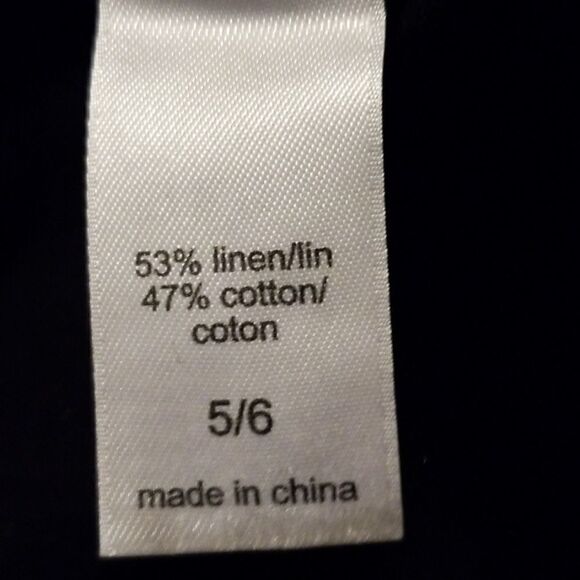 53% linen/lin
47% cotton/
coton
5/6
made in china